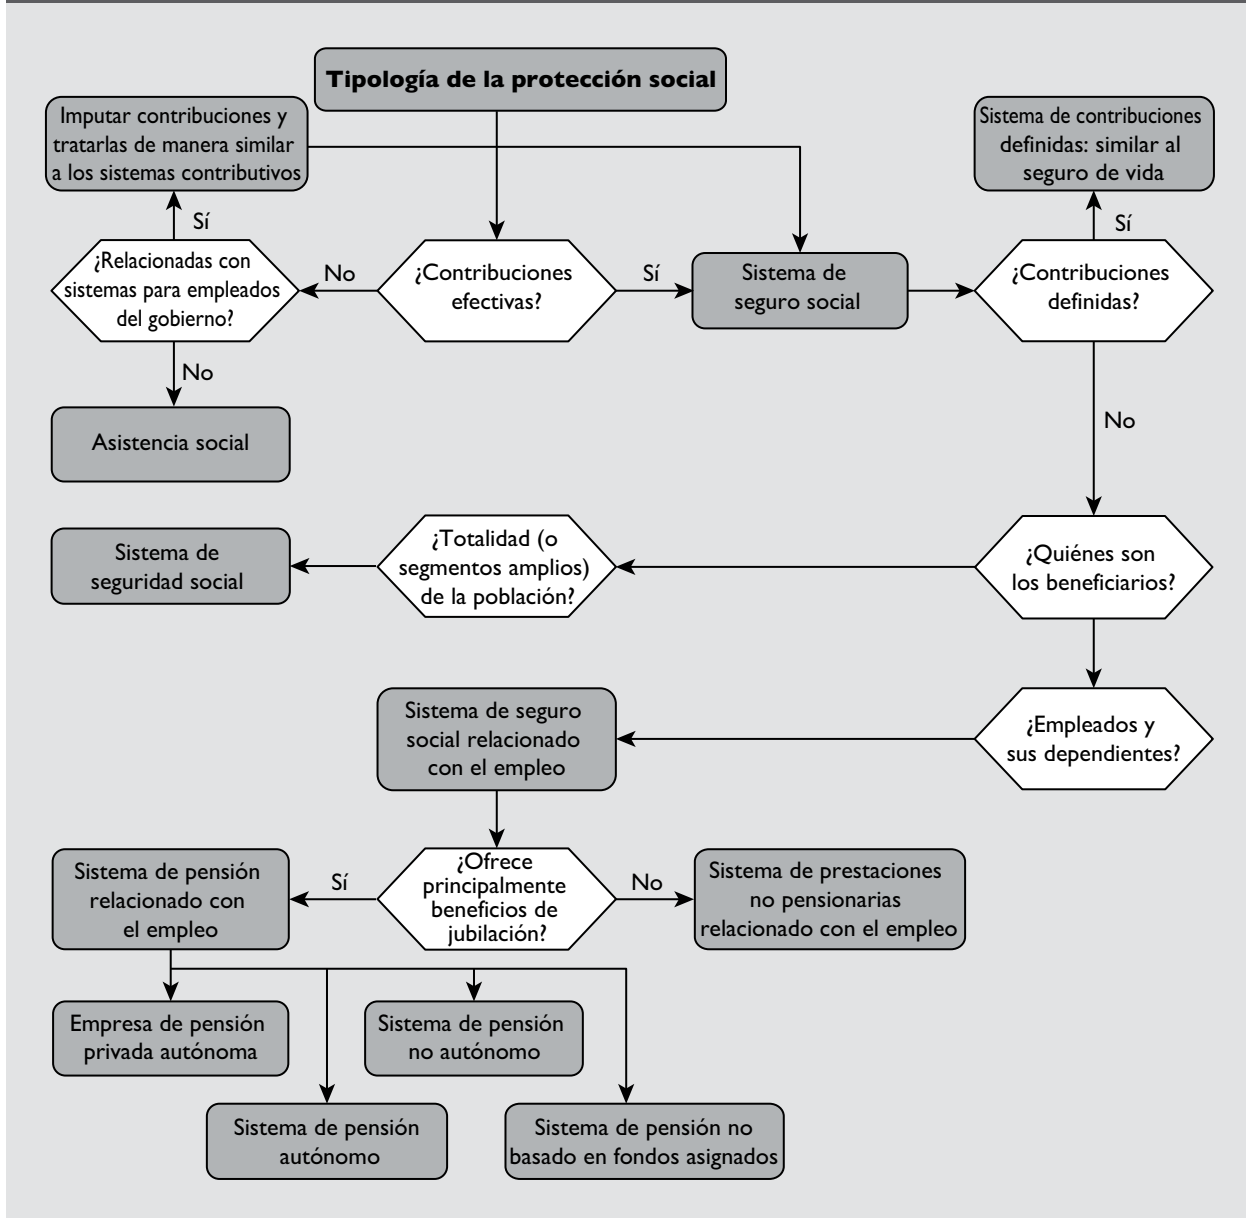 Tipología de la protección social
Imputar contribuciones y
tratarlas de manera similar
a los sistemas contributivos
Sistema de contribuciones
definidas: similar al
seguro de vida
Sí
Sí
¿Relacionadas con
sistemas para empleados
del gobierno?
No
¿Contribuciones
efectivas?
Sí
Sistema de
seguro social
¿Contribuciones
definidas?
No
No
Asistencia social
Sistema de
seguridad social
¿Totalidad (o
segmentos amplios)
de la población?
¿Quiénes son
los beneficiarios?
Sistema de seguro
social relacionado
con el empleo
¿Empleados y
sus dependientes?
Sistema de pensión
relacionado con
el empleo
Sí
¿Ofrece
principalmente
beneficios de
jubilación?
No
Sistema de prestaciones
no pensionarias
relacionado con el empleo
Empresa de pensión
privada autónoma
Sistema de pensión
no autónomo
Sistema de pensión
autónomo
Sistema de pensión no
basado en fondos asignados